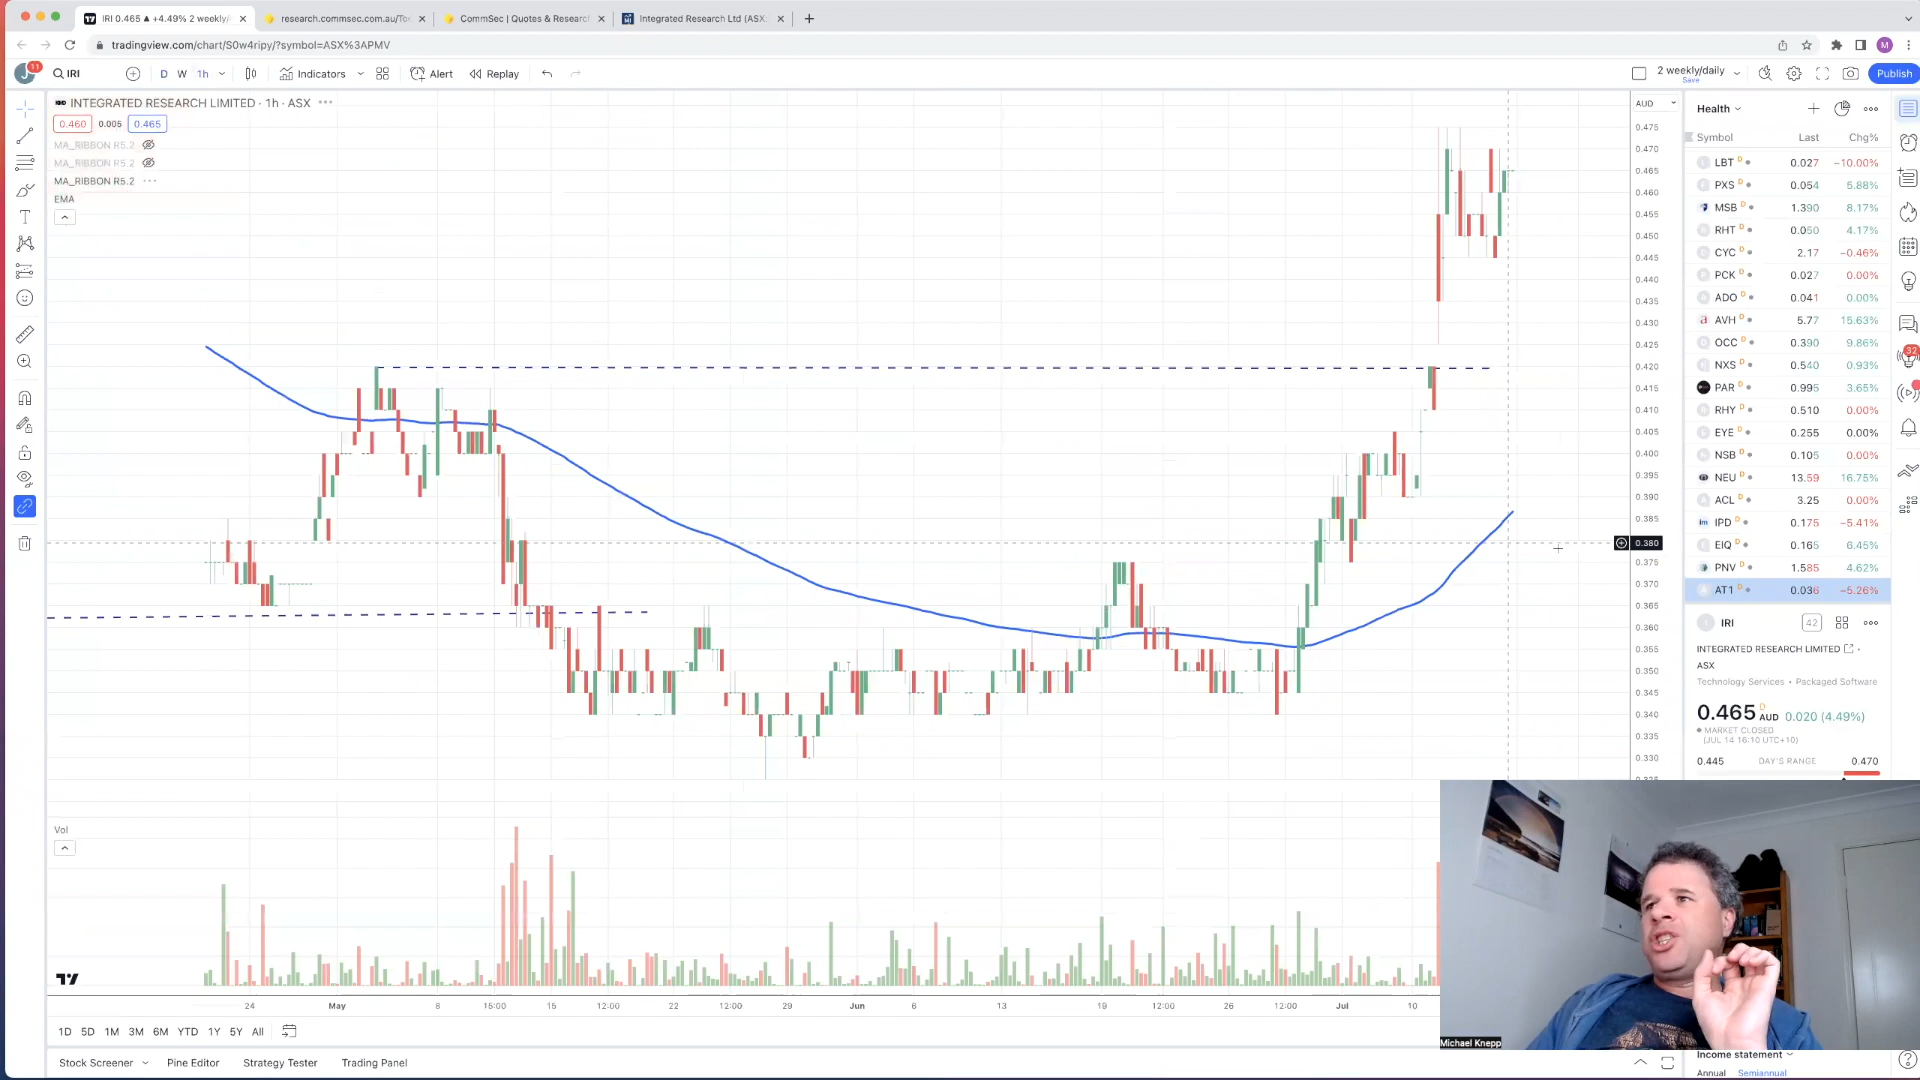 IRI 0.465 ▲ +4.49% 2 weekly/
research.commsec.com.au/To
CommSec | Quotes & Researc
Integrated Research Ltd (ASX:
tradingview.com/chart/S0w4ripy/?symbol=ASX%3APMV
M
J 11
IRI
D W 1h
Indicators
Alert
Replay
2 weekly/daily
Save
Publish
INTEGRATED RESEARCH LIMITED · 1h · ASX
0.460 0.005 0.465
MA_RIBBON R5.2
MA_RIBBON R5.2
MA_RIBBON R5.2
EMA
AUD
0.475
0.470
0.465
0.460
0.455
0.450
0.445
0.440
0.435
0.430
0.425
0.420
0.415
0.410
0.405
0.400
0.395
0.390
0.385
0.380
0.375
0.370
0.365
0.360
0.355
0.350
0.345
0.340
0.335
0.330
0.325
Health
Symbol Last Chg%
LBT D 0.027 −10.00%
PXS D 0.054 5.88%
MSB D 1.390 8.17%
RHT D 0.050 4.17%
CYC D 2.17 −0.46%
PCK D 0.027 0.00%
ADO D 0.041 0.00%
AVH D 5.77 15.63%
OCC D 0.390 9.86%
NXS D 0.540 0.93%
PAR D 0.995 3.65%
RHY D 0.510 0.00%
EYE D 0.255 0.00%
NSB D 0.105 0.00%
NEU D 13.59 16.75%
ACL D 3.25 0.00%
IPD D 0.175 −5.41%
EIQ D 0.165 6.45%
PNV D 1.585 4.62%
AT1 D 0.036 −5.26%
32
IRI 42
INTEGRATED RESEARCH LIMITED ·
ASX
Technology Services • Packaged Software
0.465 D AUD 0.020 (4.49%)
MARKET CLOSED
(JUL 14 16:10 UTC+10)
0.445 DAY'S RANGE 0.470
Vol
24 May 8 16:00 15 12:00 22 12:00 29 Jun 6 13 19 12:00 26 12:00 Jul 10
1D 5D 1M 3M 6M YTD 1Y 5Y All
Michael Knepp
Stock Screener Pine Editor Strategy Tester Trading Panel
Income statement
Annual Semiannual